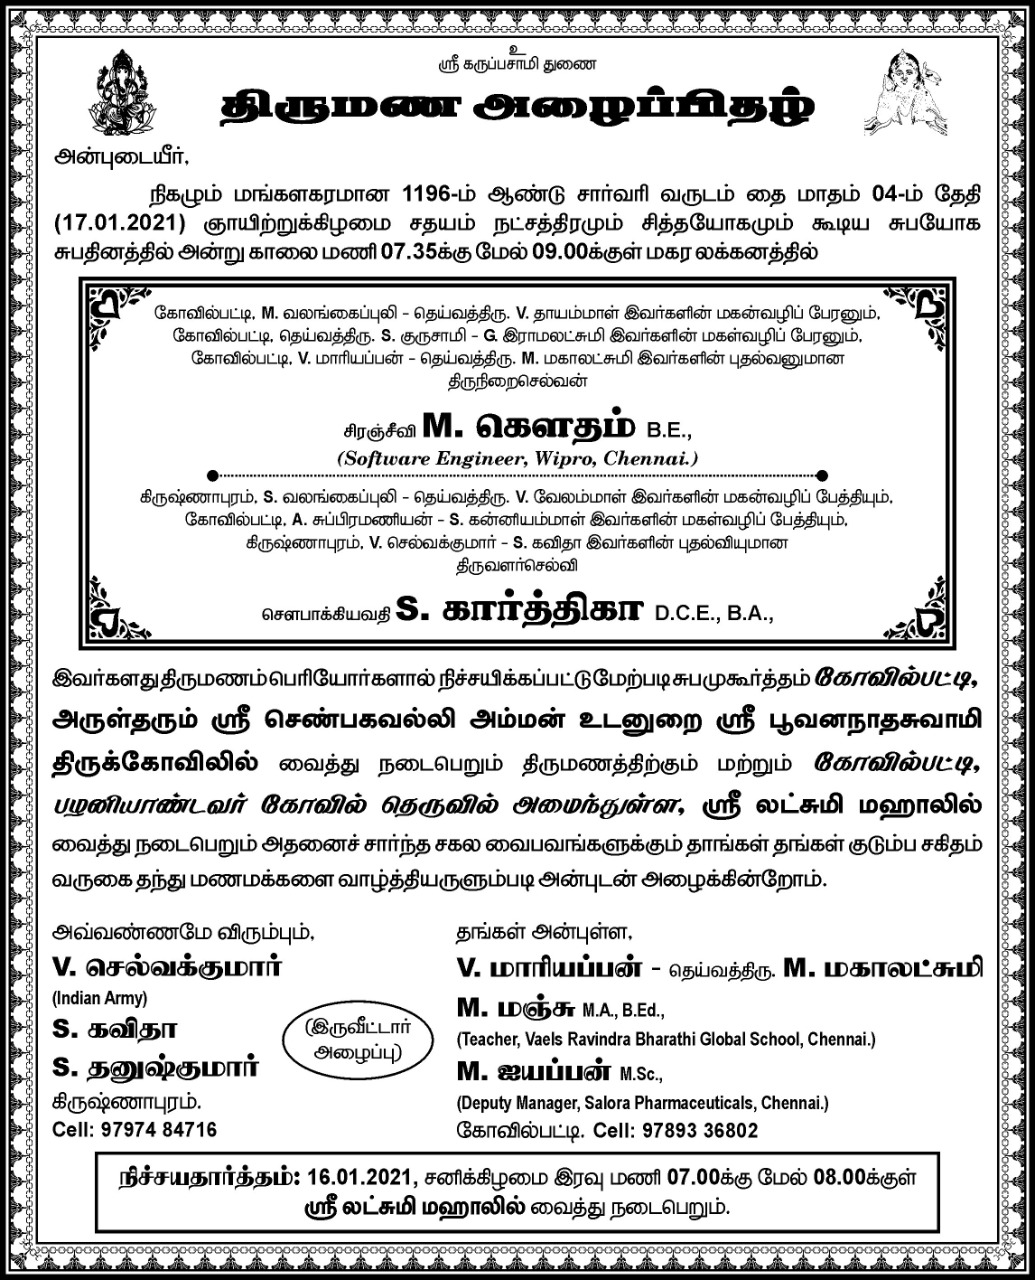 உ
ஸ்ரீ கருப்பசாமி துணை
திருமண அழைப்பிதழ்
அன்புடையீர்,
நிகழும் மங்களகரமான 1196-ம் ஆண்டு சார்வரி வருடம் தை மாதம் 04-ம் தேதி
(17.01.2021) ஞாயிற்றுக்கிழமை சதயம் நட்சத்திரமும் சித்தயோகமும் கூடிய சுபயோக
சுபதினத்தில் அன்று காலை மணி 07.35க்கு மேல் 09.00க்குள் மகர லக்கனத்தில்
கோவில்பட்டி, M. வலங்கைப்புலி - தெய்வத்திரு. V. தாயம்மாள் இவர்களின் மகன்வழிப் பேரனும்,
கோவில்பட்டி, தெய்வத்திரு. S. குருசாமி - G. இராமலட்சுமி இவர்களின் மகள்வழிப் பேரனும்,
கோவில்பட்டி, V. மாரியப்பன் - தெய்வத்திரு. M. மகாலட்சுமி இவர்களின் புதல்வனுமான
திருநிறைசெல்வன்
சிரஞ்சீவி M. கௌதம் B.E.,
(Software Engineer, Wipro, Chennai.)
கிருஷ்ணாபுரம், S. வலங்கைப்புலி - தெய்வத்திரு. V. வேலம்மாள் இவர்களின் மகன்வழிப் பேத்தியும்,
கோவில்பட்டி, A. சுப்பிரமணியன் - S. கன்னியம்மாள் இவர்களின் மகள்வழிப் பேத்தியும்,
கிருஷ்ணாபுரம், V. செல்வக்குமார் - S. கவிதா இவர்களின் புதல்வியுமான
திருவளர்செல்வி
சௌபாக்கியவதி S. கார்த்திகா D.C.E., B.A.,
இவர்களது திருமணம் பெரியோர்களால் நிச்சயிக்கப்பட்டு மேற்படி சுபமுகூர்த்தம் கோவில்பட்டி,
அருள்தரும் ஸ்ரீ செண்பகவல்லி அம்மன் உடனுறை ஸ்ரீ பூவனநாதசுவாமி
திருக்கோவிலில் வைத்து நடைபெறும் திருமணத்திற்கும் மற்றும் கோவில்பட்டி,
பழனியாண்டவர் கோவில் தெருவில் அமைந்துள்ள, ஸ்ரீ லட்சுமி மஹாலில்
வைத்து நடைபெறும் அதனைச் சார்ந்த சகல வைபவங்களுக்கும் தாங்கள் தங்கள் குடும்ப சகிதம்
வருகை தந்து மணமக்களை வாழ்த்தியருளும்படி அன்புடன் அழைக்கின்றோம்.
அவ்வண்ணமே விரும்பும்,
V. செல்வக்குமார்
(Indian Army)
S. கவிதா
S. தனுஷ்குமார்
கிருஷ்ணாபுரம்.
Cell: 97974 84716
(இருவீட்டார்
அழைப்பு)
தங்கள் அன்புள்ள,
V. மாரியப்பன் - தெய்வத்திரு. M. மகாலட்சுமி
M. மஞ்சு M.A., B.Ed.,
(Teacher, Vaels Ravindra Bharathi Global School, Chennai.)
M. ஐயப்பன் M.Sc.,
(Deputy Manager, Salora Pharmaceuticals, Chennai.)
கோவில்பட்டி. Cell: 97893 36802
நிச்சயதார்த்தம்: 16.01.2021, சனிக்கிழமை இரவு மணி 07.00க்கு மேல் 08.00க்குள்
ஸ்ரீ லட்சுமி மஹாலில் வைத்து நடைபெறும்.